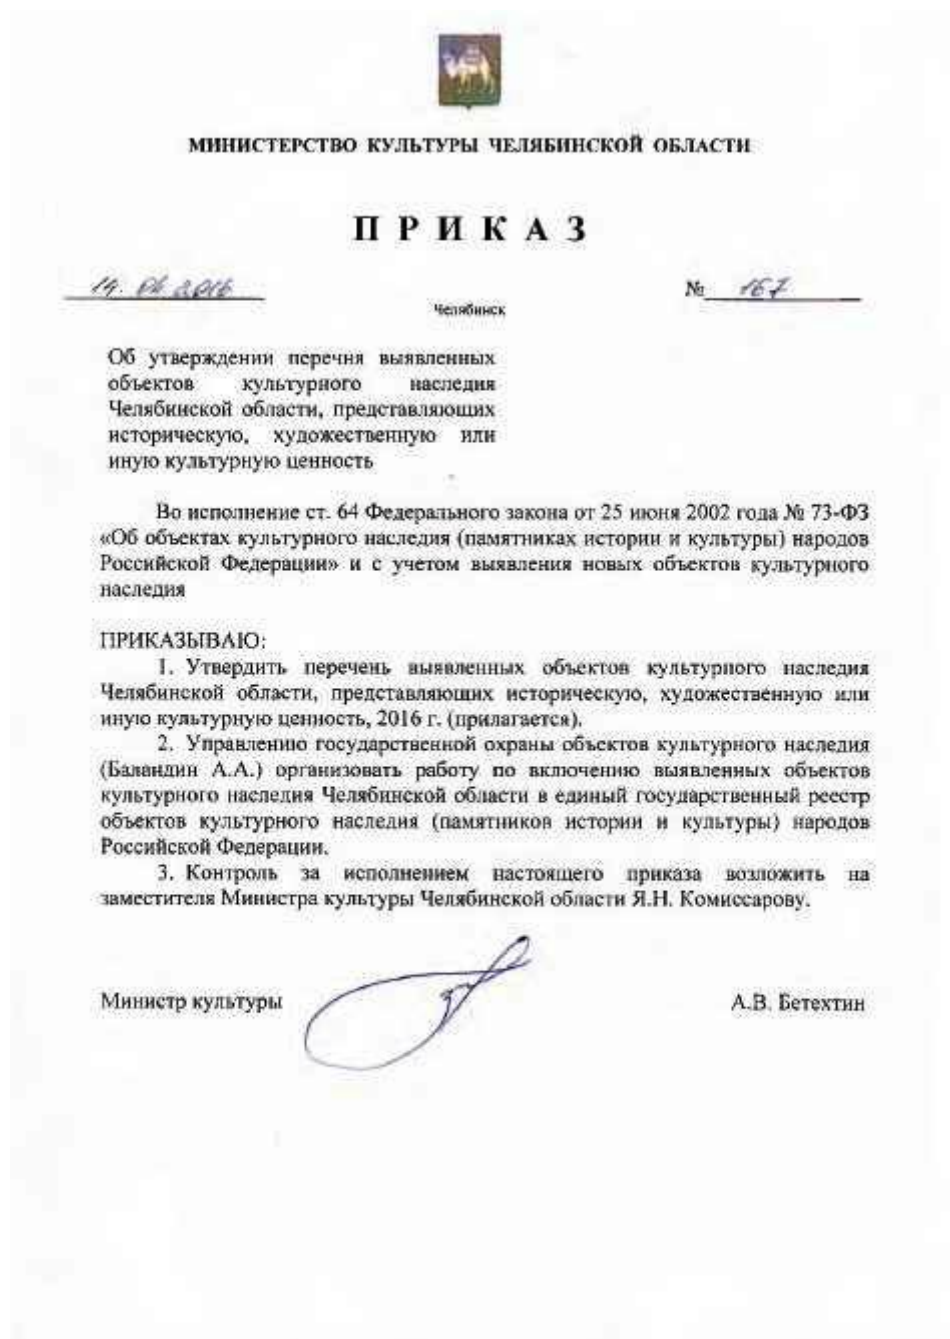 МИНИСТЕРСТВО КУЛЬТУРЫ ЧЕЛЯБИНСКОЙ ОБЛАСТИ
ПРИКАЗ
№ 167
Челябинск
Об утверждении перечня выявленных
объектов культурного наследия
Челябинской области, представляющих
историческую, художественную или
иную культурную ценность
Во исполнение ст. 64 Федерального закона от 25 июня 2002 года № 73-ФЗ
«Об объектах культурного наследия (памятниках истории и культуры) народов
Российской Федерации» и с учетом выявления новых объектов культурного
наследия
ПРИКАЗЫВАЮ:
1. Утвердить перечень выявленных объектов культурного наследия
Челябинской области, представляющих историческую, художественную или
иную культурную ценность, 2016 г. (прилагается).
2. Управлению государственной охраны объектов культурного наследия
(Баландин А.А.) организовать работу по включению выявленных объектов
культурного наследия Челябинской области в единый государственный реестр
объектов культурного наследия (памятников истории и культуры) народов
Российской Федерации.
3. Контроль за исполнением настоящего приказа возложить на
заместителя Министра культуры Челябинской области Я.Н. Комиссарову.
Министр культуры
А.В. Бетехтин